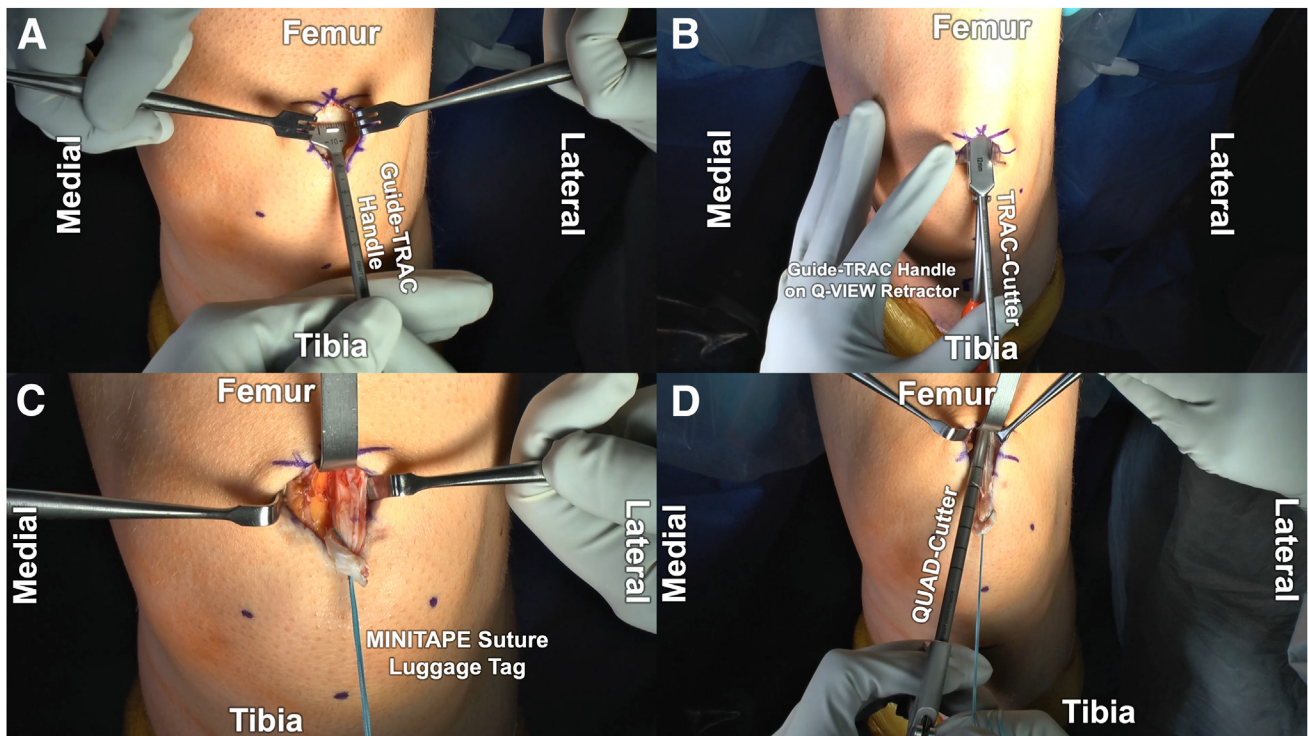 A
Femur
Medial
Lateral
Guide-TRAC
Handle
-10-
Tibia
B
Femur
Medial
Lateral
TRAC-Cutter
Guide-TRAC Handle
on Q-VIEW Retractor
Tibia
C
Femur
Medial
Lateral
MINITAPE Suture
Luggage Tag
Tibia
D
Femur
Medial
Lateral
QUAD-Cutter
Tibia